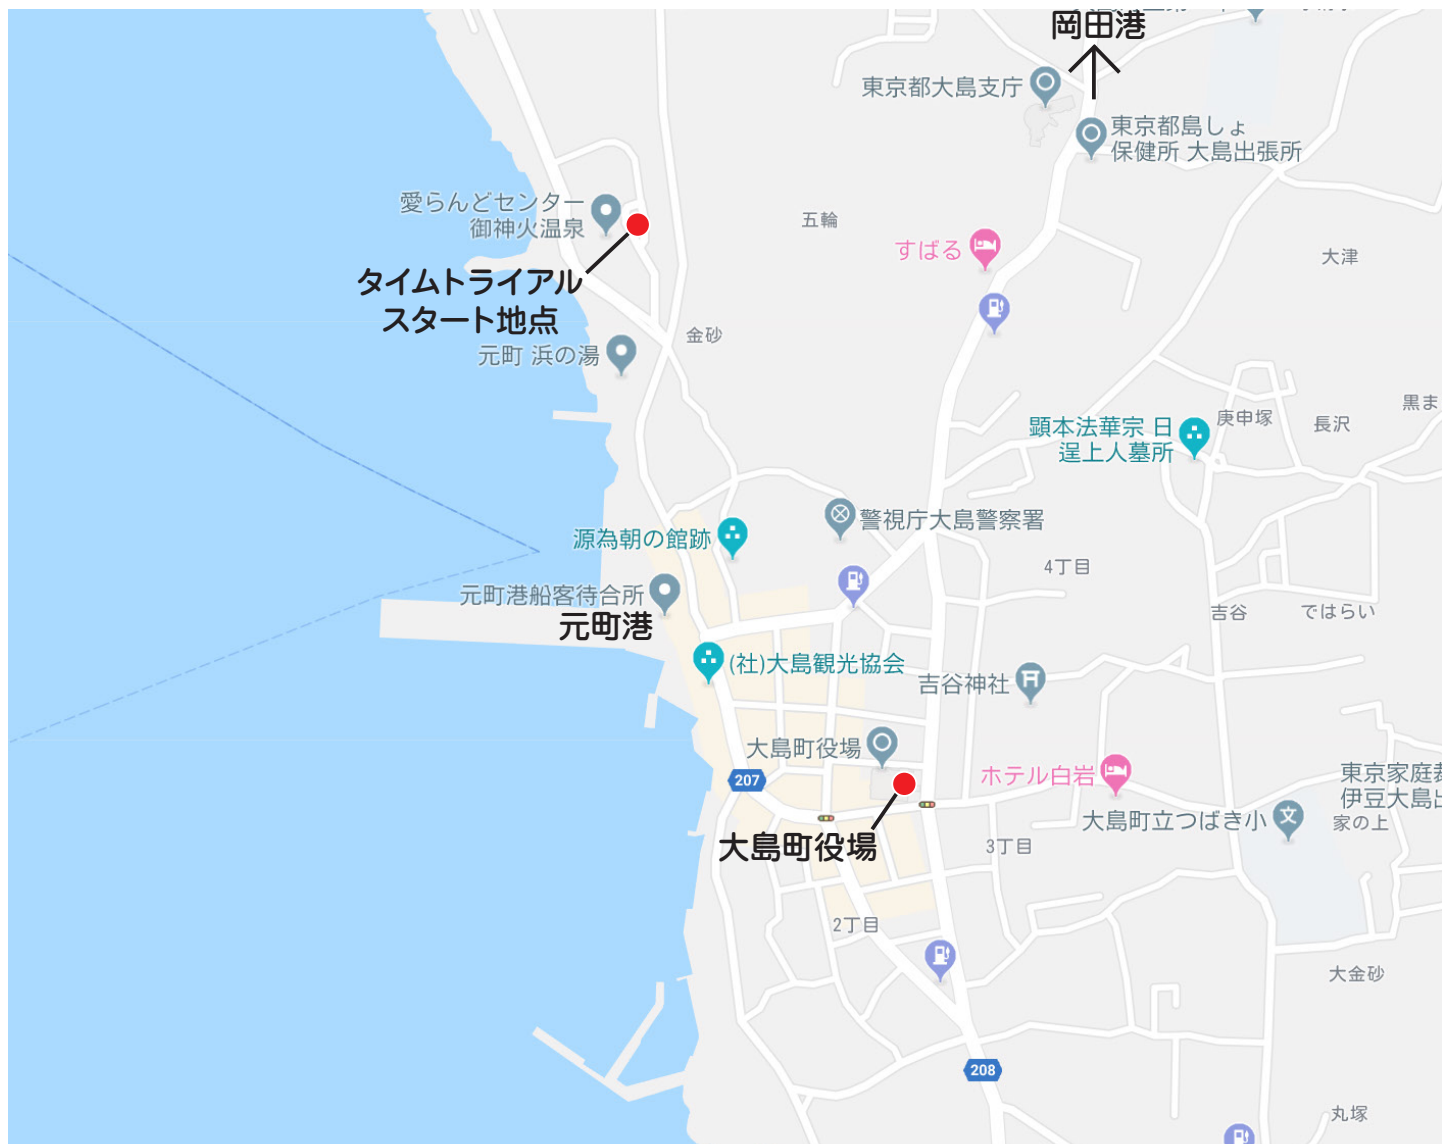 岡田港
東京都大島支庁
東京都島しょ
保健所 大島出張所
愛らんどセンター
御神火温泉
五輪
すばる
大津
タイムトライアル
スタート地点
金砂
元町 浜の湯
黒ま
庚申塚
長沢
顕本法華宗 日
逞上人墓所
警視庁大島警察署
源為朝の館跡
4丁目
元町港船客待合所
元町港
吉谷
ではらい
(社)大島観光協会
吉谷神社
大島町役場
207
ホテル白岩
東京家庭裁
伊豆大島出
大島町立つばき小
家の上
大島町役場
3丁目
2丁目
大金砂
208
丸塚